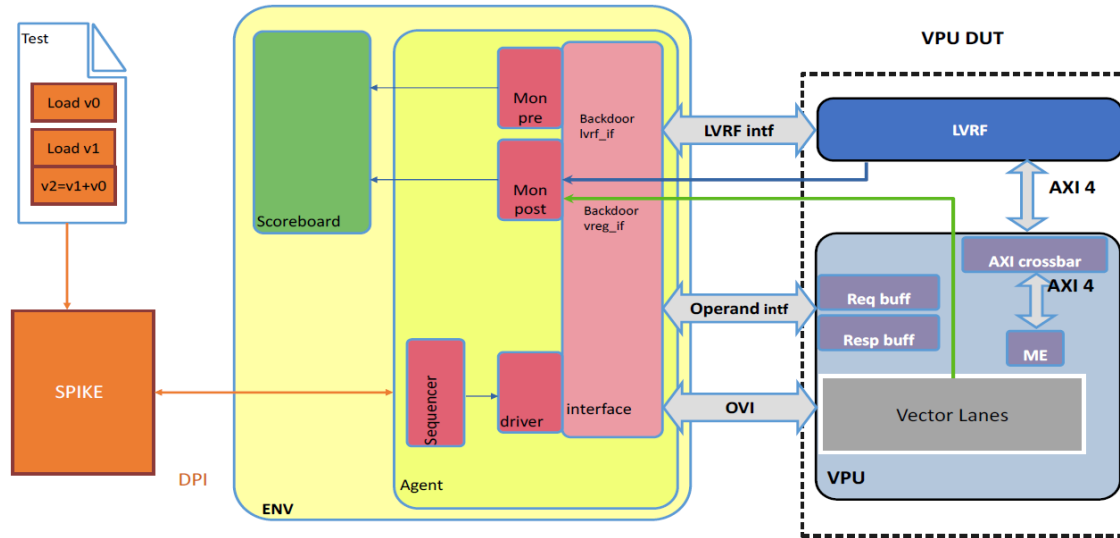 Test
Load v0
Load v1
v2=v1+v0
SPIKE
DPI
ENV
Scoreboard
Agent
Mon
pre
Mon
post
Sequencer
driver
interface
Backdoor
lvrf_if
Backdoor
vreg_if
LVRF intf
Operand intf
OVI
VPU DUT
LVRF
AXI 4
AXI crossbar
AXI 4
Req buff
Resp buff
ME
Vector Lanes
VPU